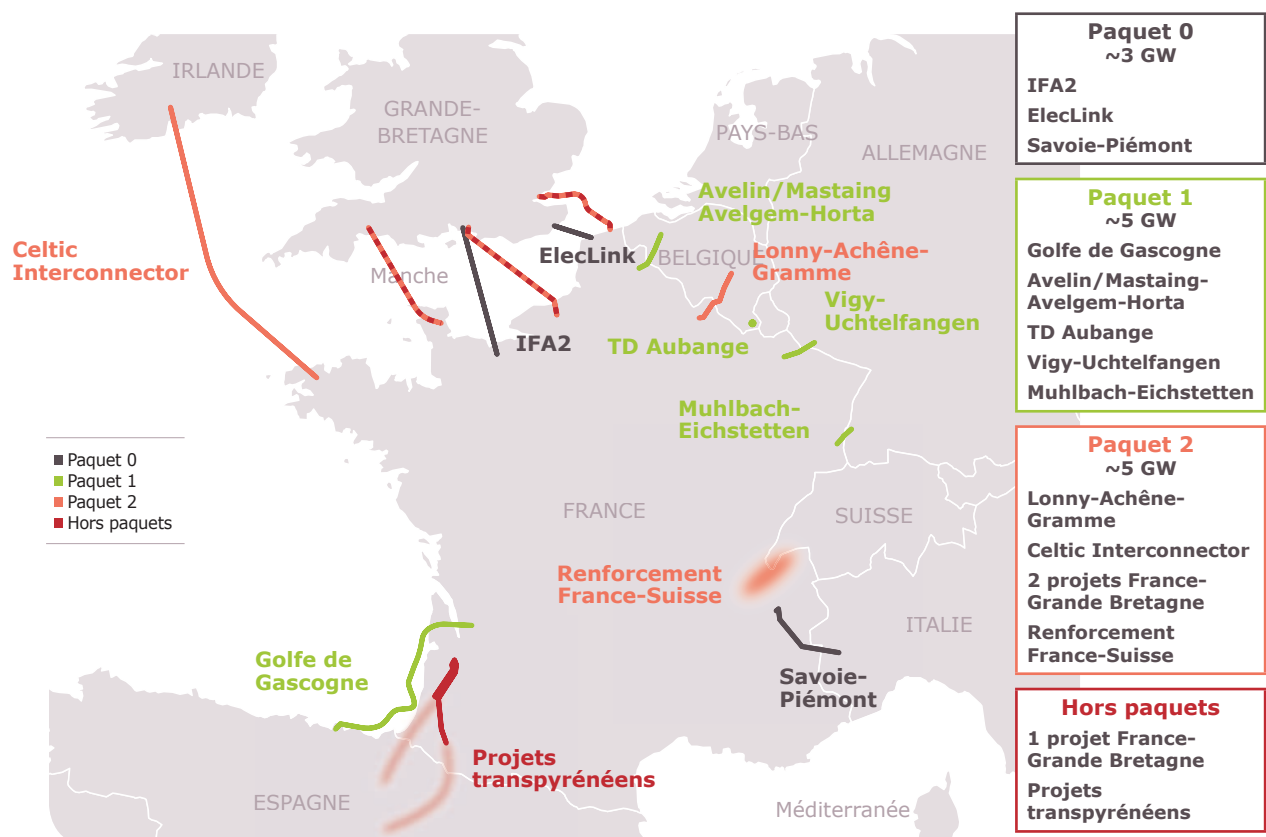 IRLANDE
GRANDE-
BRETAGNE
PAYS-BAS
ALLEMAGNE
Avelin/Mastaing
Avelgem-Horta
Celtic
Interconnector
ElecLink
BELGIQUE
Lonny-Achêne-
Gramme
Manche
Vigy-
Uchtelfangen
IFA2
TD Aubange
Muhlbach-
Eichstetten
Paquet 0
Paquet 1
Paquet 2
Hors paquets
FRANCE
SUISSE
Renforcement
France-Suisse
ITALIE
Golfe de
Gascogne
Savoie-
Piémont
Projets
transpyrénéens
ESPAGNE
Méditerranée
Paquet 0
~3 GW
IFA2
ElecLink
Savoie-Piémont
Paquet 1
~5 GW
Golfe de Gascogne
Avelin/Mastaing-
Avelgem-Horta
TD Aubange
Vigy-Uchtelfangen
Muhlbach-Eichstetten
Paquet 2
~5 GW
Lonny-Achêne-
Gramme
Celtic Interconnector
2 projets France-
Grande Bretagne
Renforcement
France-Suisse
Hors paquets
1 projet France-
Grande Bretagne
Projets
transpyrénéens